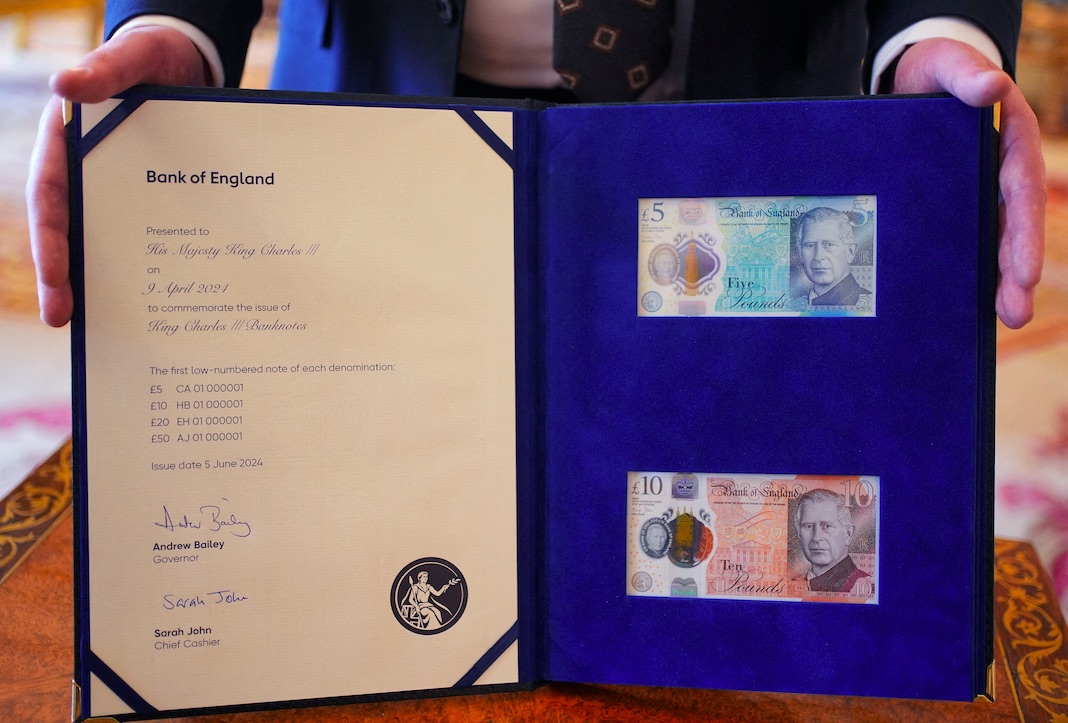 Bank of England
Presented to
His Majesty King Charles III
on
9 April 2024
to commemorate the issue of
King Charles III Banknotes
The first low-numbered note of each denomination:
£5 CA 01 000001
£10 HB 01 000001
£20 EH 01 000001
£50 AJ 01 000001
Issue date 5 June 2024
Andrew Bailey
Andrew Bailey
Governor
Sarah John
Sarah John
Chief Cashier
£5
Bank of England
5
Five
Pounds
£10
Bank of England
10
Ten
Pounds
10